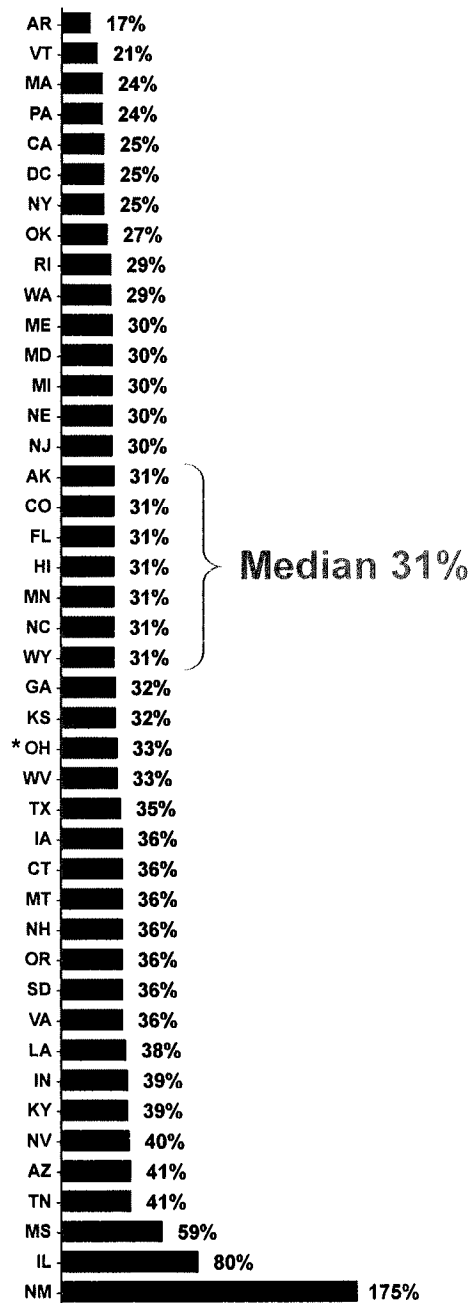 AR 17%
VT 21%
MA 24%
PA 24%
CA 25%
DC 25%
NY 25%
OK 27%
RI 29%
WA 29%
ME 30%
MD 30%
MI 30%
NE 30%
NJ 30%
AK 31%
CO 31%
FL 31%
HI 31%
Median 31%
MN 31%
NC 31%
WY 31%
GA 32%
KS 32%
* OH 33%
WV 33%
TX 35%
IA 36%
CT 36%
MT 36%
NH 36%
OR 36%
SD 36%
VA 36%
LA 38%
IN 39%
KY 39%
NV 40%
AZ 41%
TN 41%
MS 59%
IL 80%
NM 175%